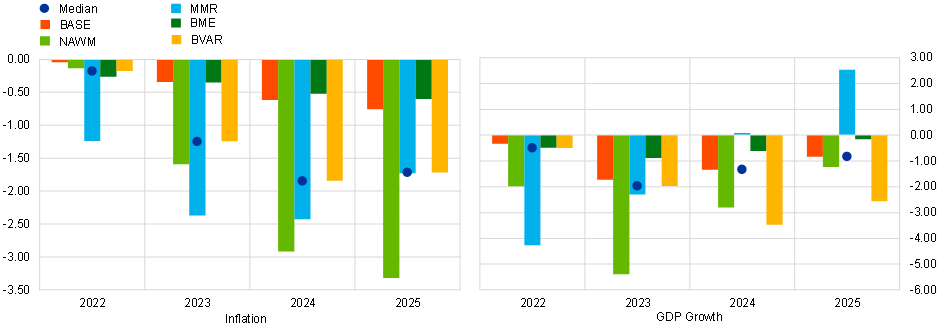 Median
BASE
NAWM
MMR
BME
BVAR
0.00
-0.50
-1.00
-1.50
-2.00
-2.50
-3.00
-3.50
2022 2023 2024 2025
Inflation
3.00
2.00
1.00
0.00
-1.00
-2.00
-3.00
-4.00
-5.00
-6.00
2022 2023 2024 2025
GDP Growth